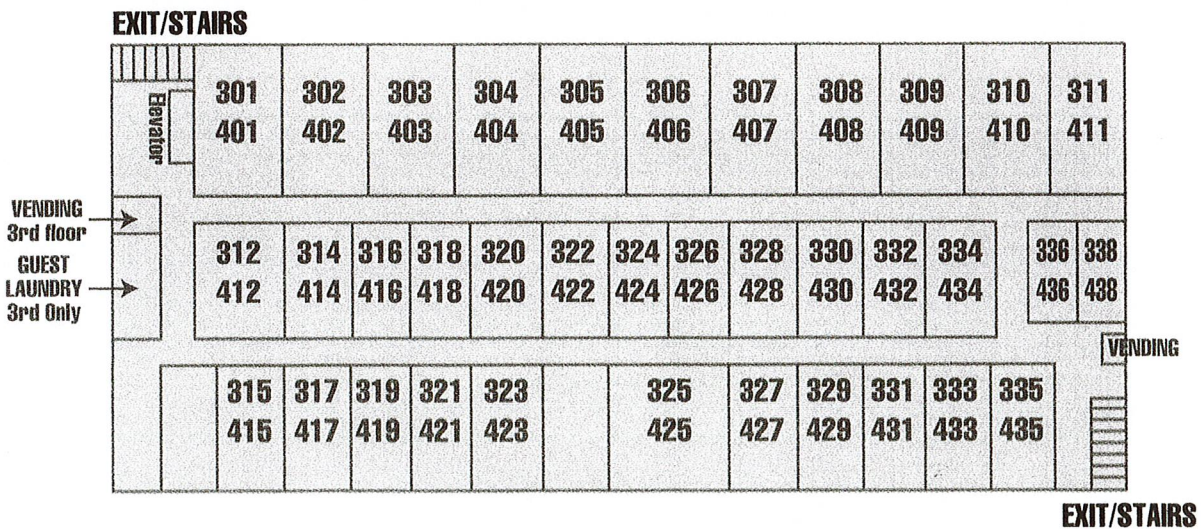 EXIT/STAIRS
Elevator
301 302 303 304 305 306 307 308 309 310 311
401 402 403 404 405 406 407 408 409 410 411
VENDING
3rd floor
GUEST
LAUNDRY
3rd Only
312 314 316 318 320 322 324 326 328 330 332 334 336 338
412 414 416 418 420 422 424 426 428 430 432 434 436 438
VENDING
315 317 319 321 323 325 327 329 331 333 335
415 417 419 421 423 425 427 429 431 433 435
EXIT/STAIRS